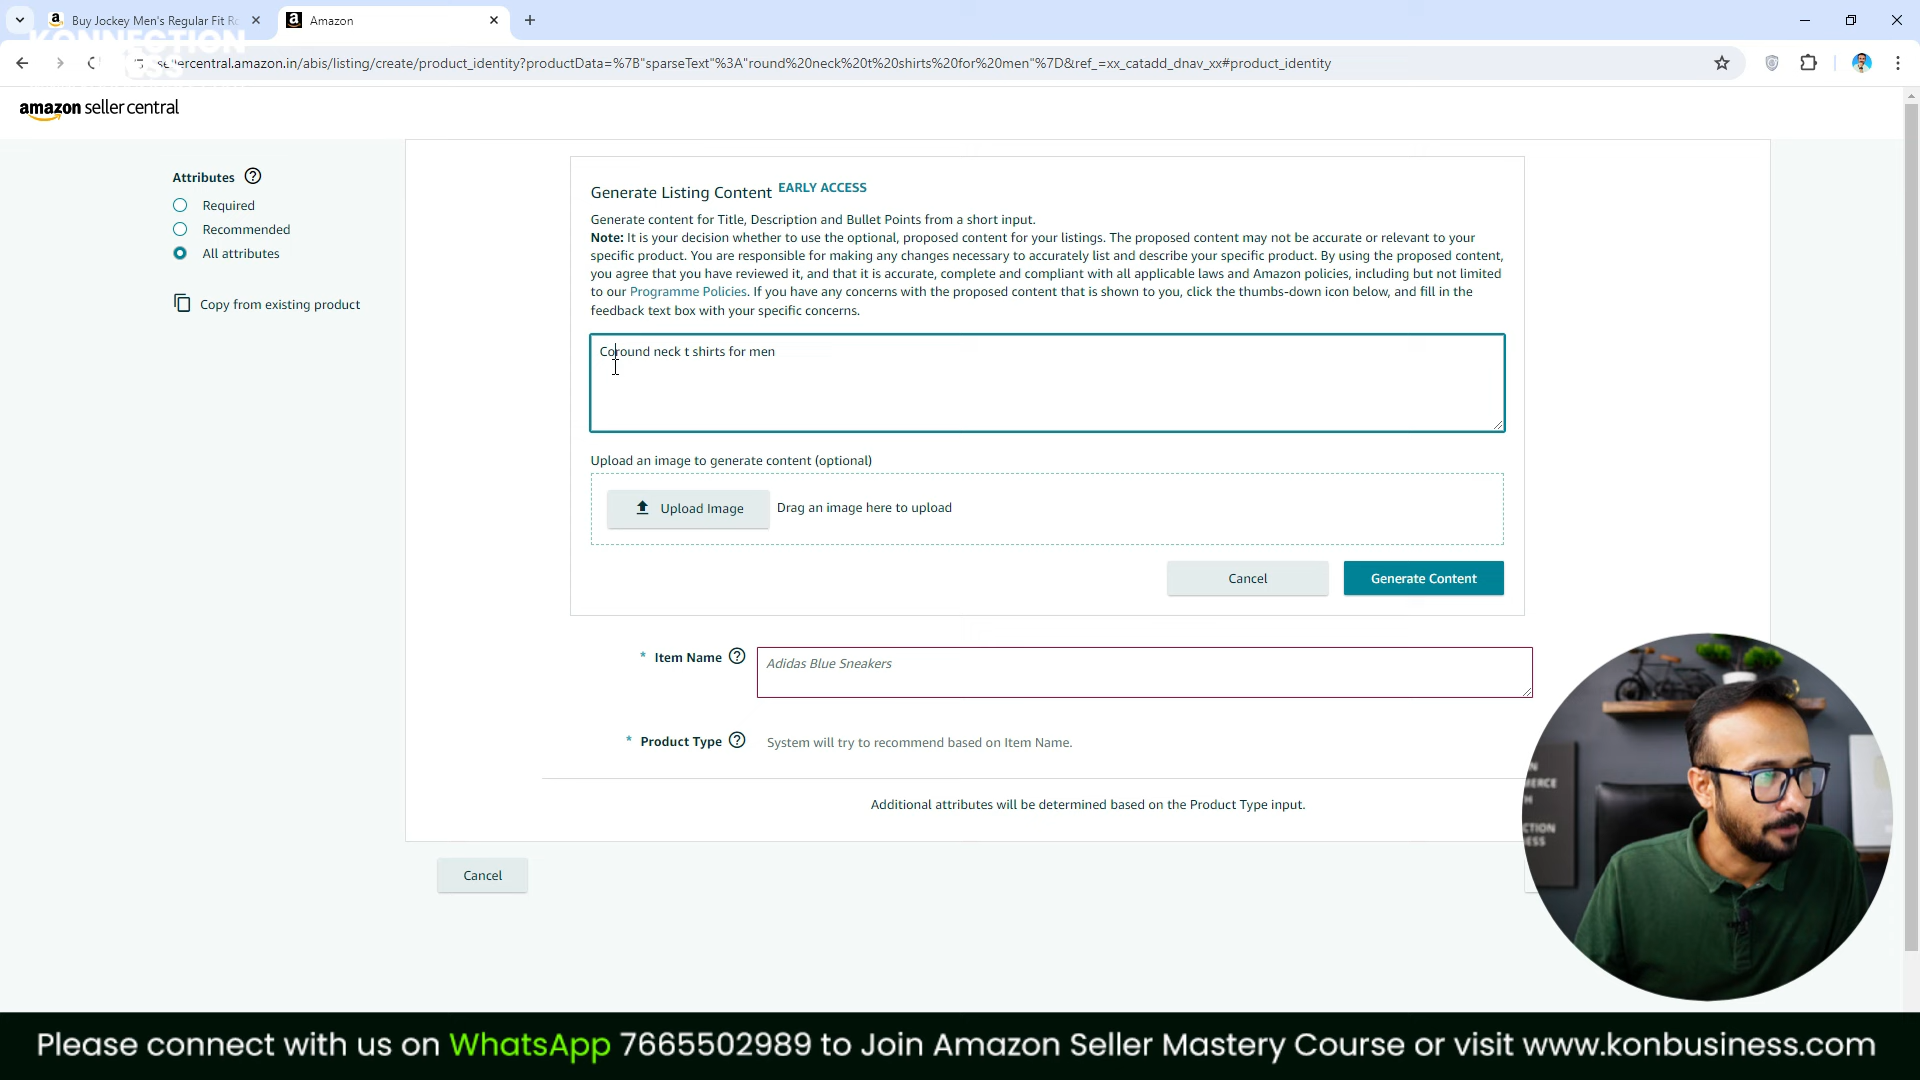 Buy Jockey Men's Regular Fit Ro
Amazon
KONNECTION
ESS
sellercentral.amazon.in/abis/listing/create/product_identity?productData=%7B"sparseText"%3A"round%20neck%20t%20shirts%20for%20men"%7D&ref_=xx_catadd_dnav_xx#product_identity
amazon seller central
Attributes
Required
Recommended
All attributes
Copy from existing product
Generate Listing Content EARLY ACCESS
Generate content for Title, Description and Bullet Points from a short input.
Note: It is your decision whether to use the optional, proposed content for your listings. The proposed content may not be accurate or relevant to your
specific product. You are responsible for making any changes necessary to accurately list and describe your specific product. By using the proposed content,
you agree that you have reviewed it, and that it is accurate, complete and compliant with all applicable laws and Amazon policies, including but not limited
to our Programme Policies. If you have any concerns with the proposed content that is shown to you, click the thumbs-down icon below, and fill in the
feedback text box with your specific concerns.
Coround neck t shirts for men
Upload an image to generate content (optional)
Upload Image
Drag an image here to upload
Cancel
Generate Content
* Item Name
Adidas Blue Sneakers
* Product Type
System will try to recommend based on Item Name.
Additional attributes will be determined based on the Product Type input.
Cancel
Please connect with us on WhatsApp 7665502989 to Join Amazon Seller Mastery Course or visit www.konbusiness.com